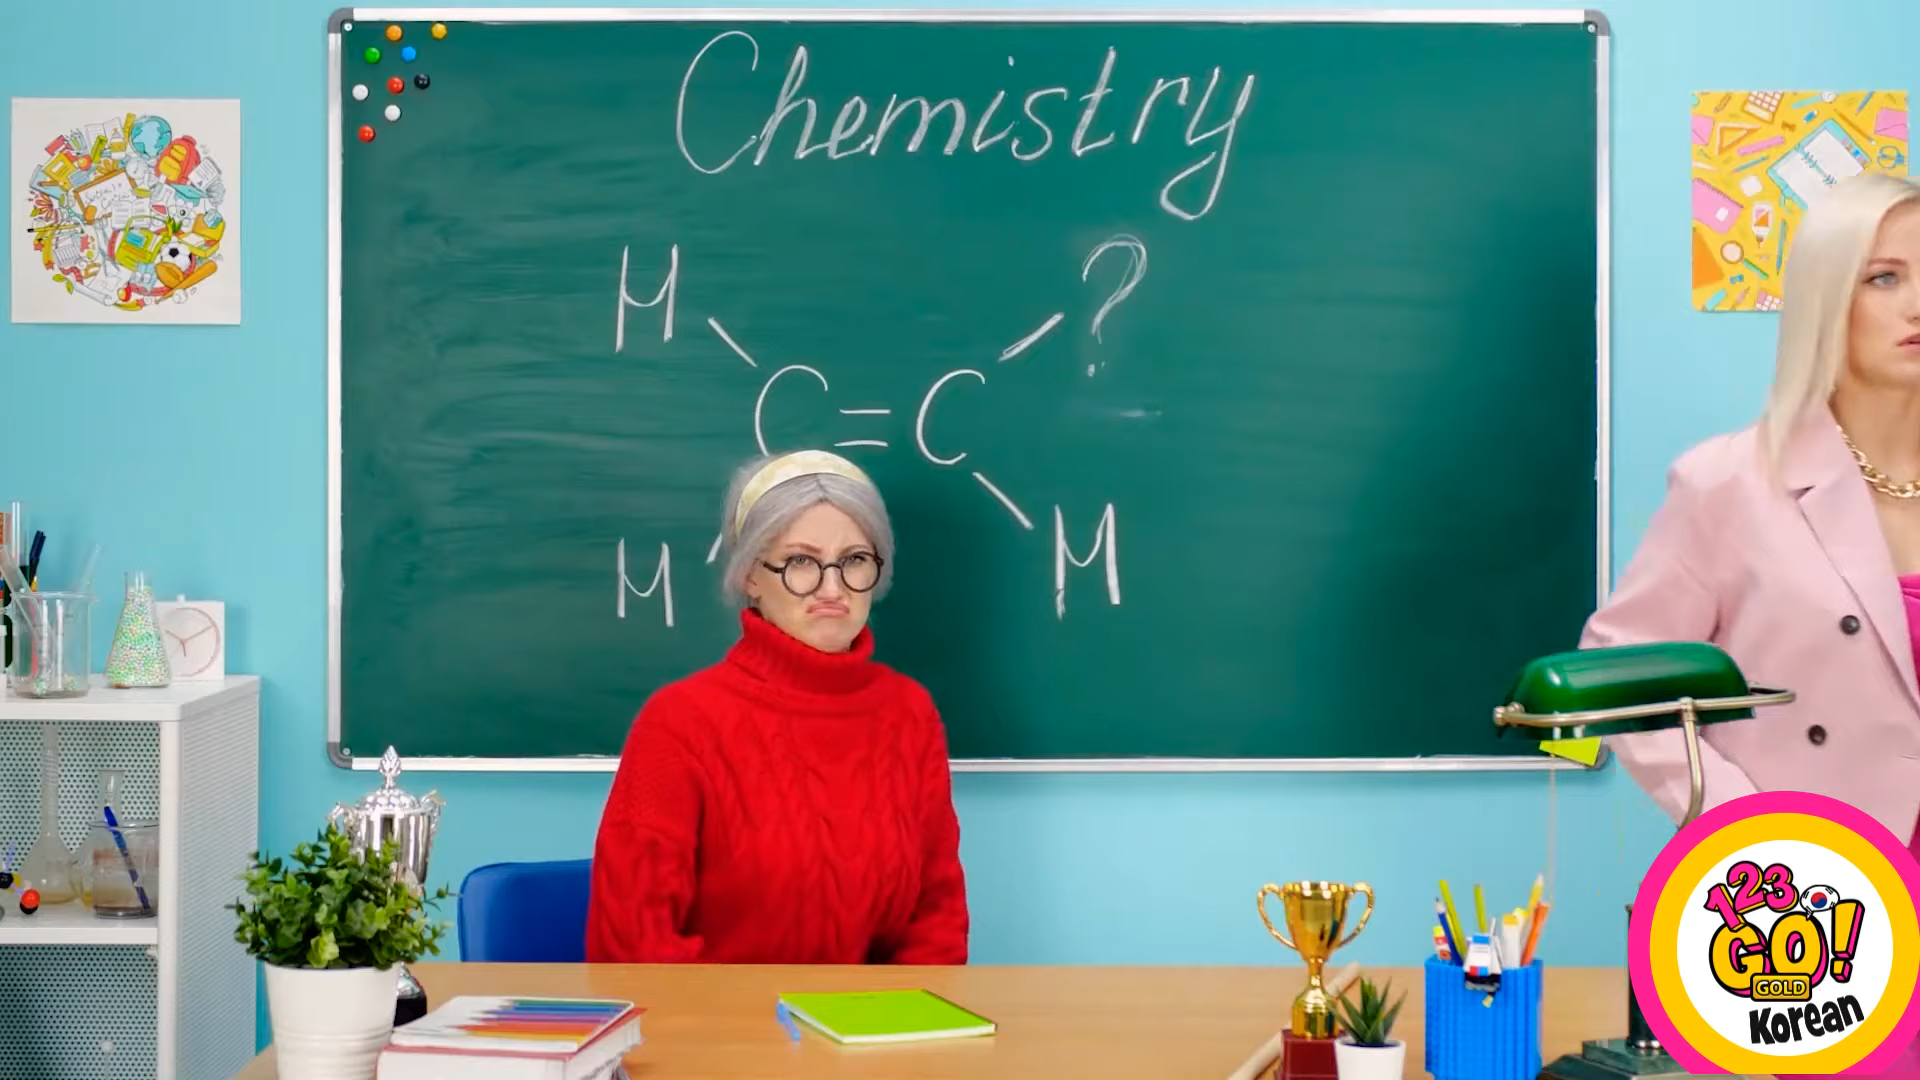 Chemistry
H ?
C = C
H H
123
GO!
GOLD
Korean